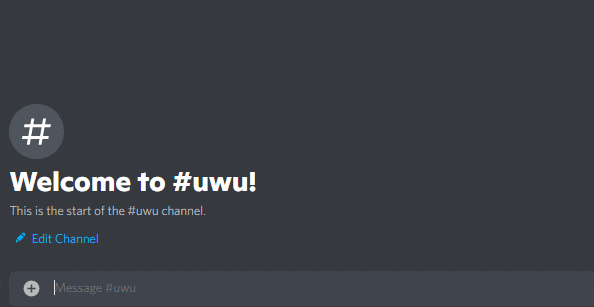 #
Welcome to #uwu!
This is the start of the #uwu channel.
Edit Channel
Message #uwu